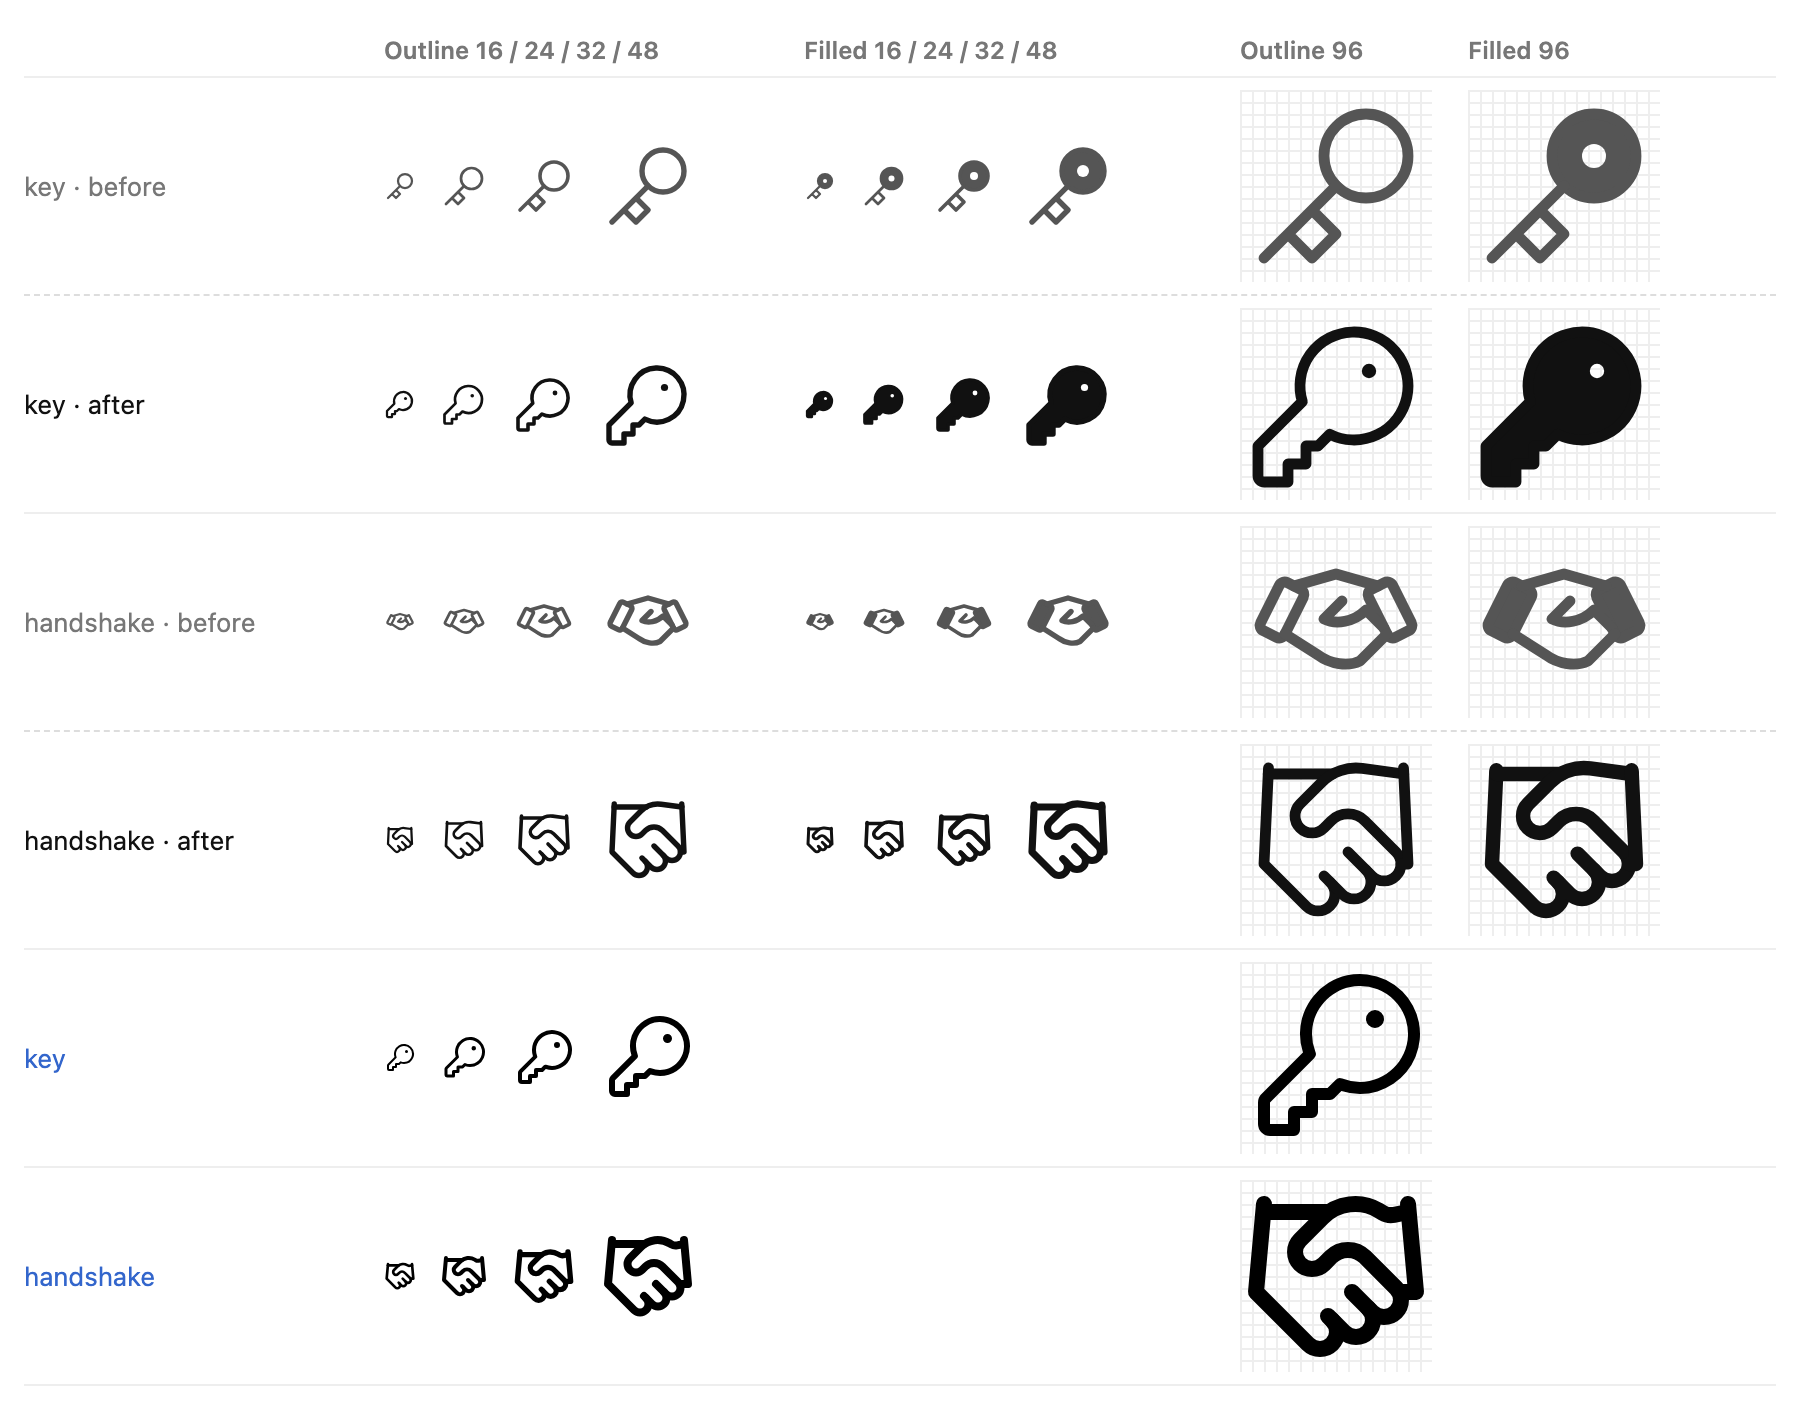 Outline 16 / 24 / 32 / 48 Filled 16 / 24 / 32 / 48 Outline 96 Filled 96
key · before
key · after
handshake · before
handshake · after
key
handshake